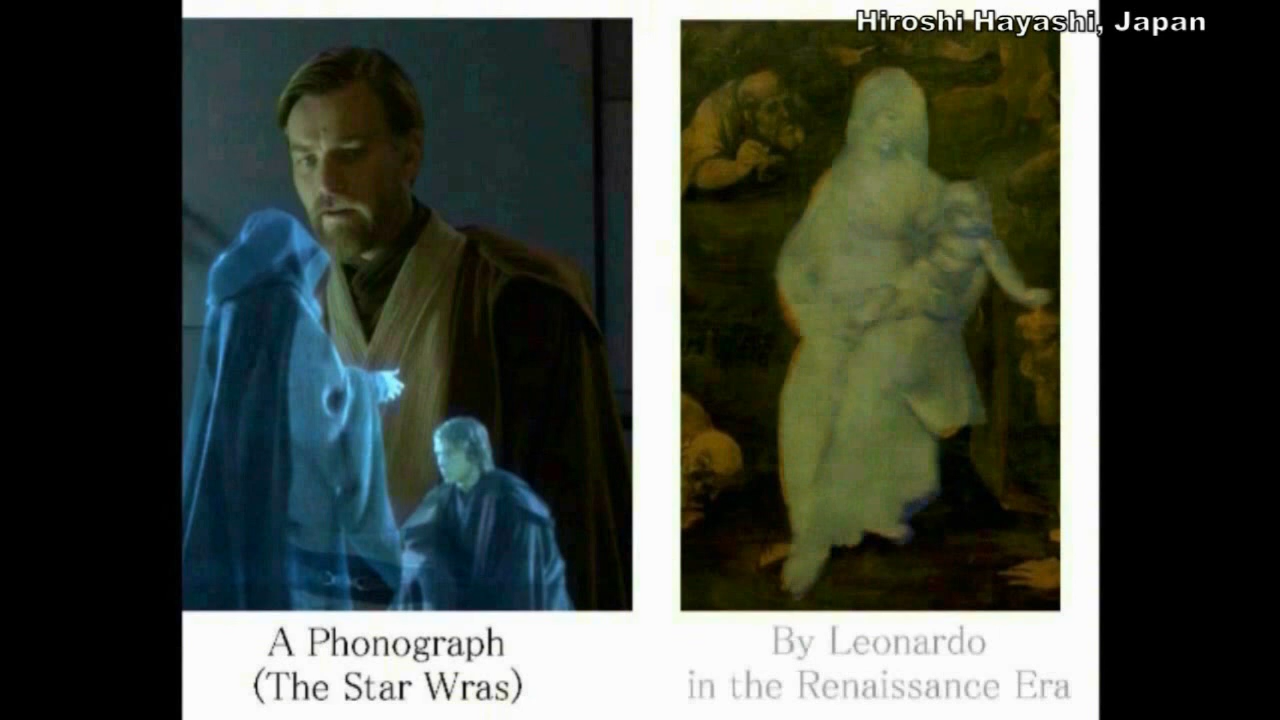 Hiroshi Hayashi, Japan
A Phonograph
(The Star Wras)
By Leonardo
in the Renaissance Era